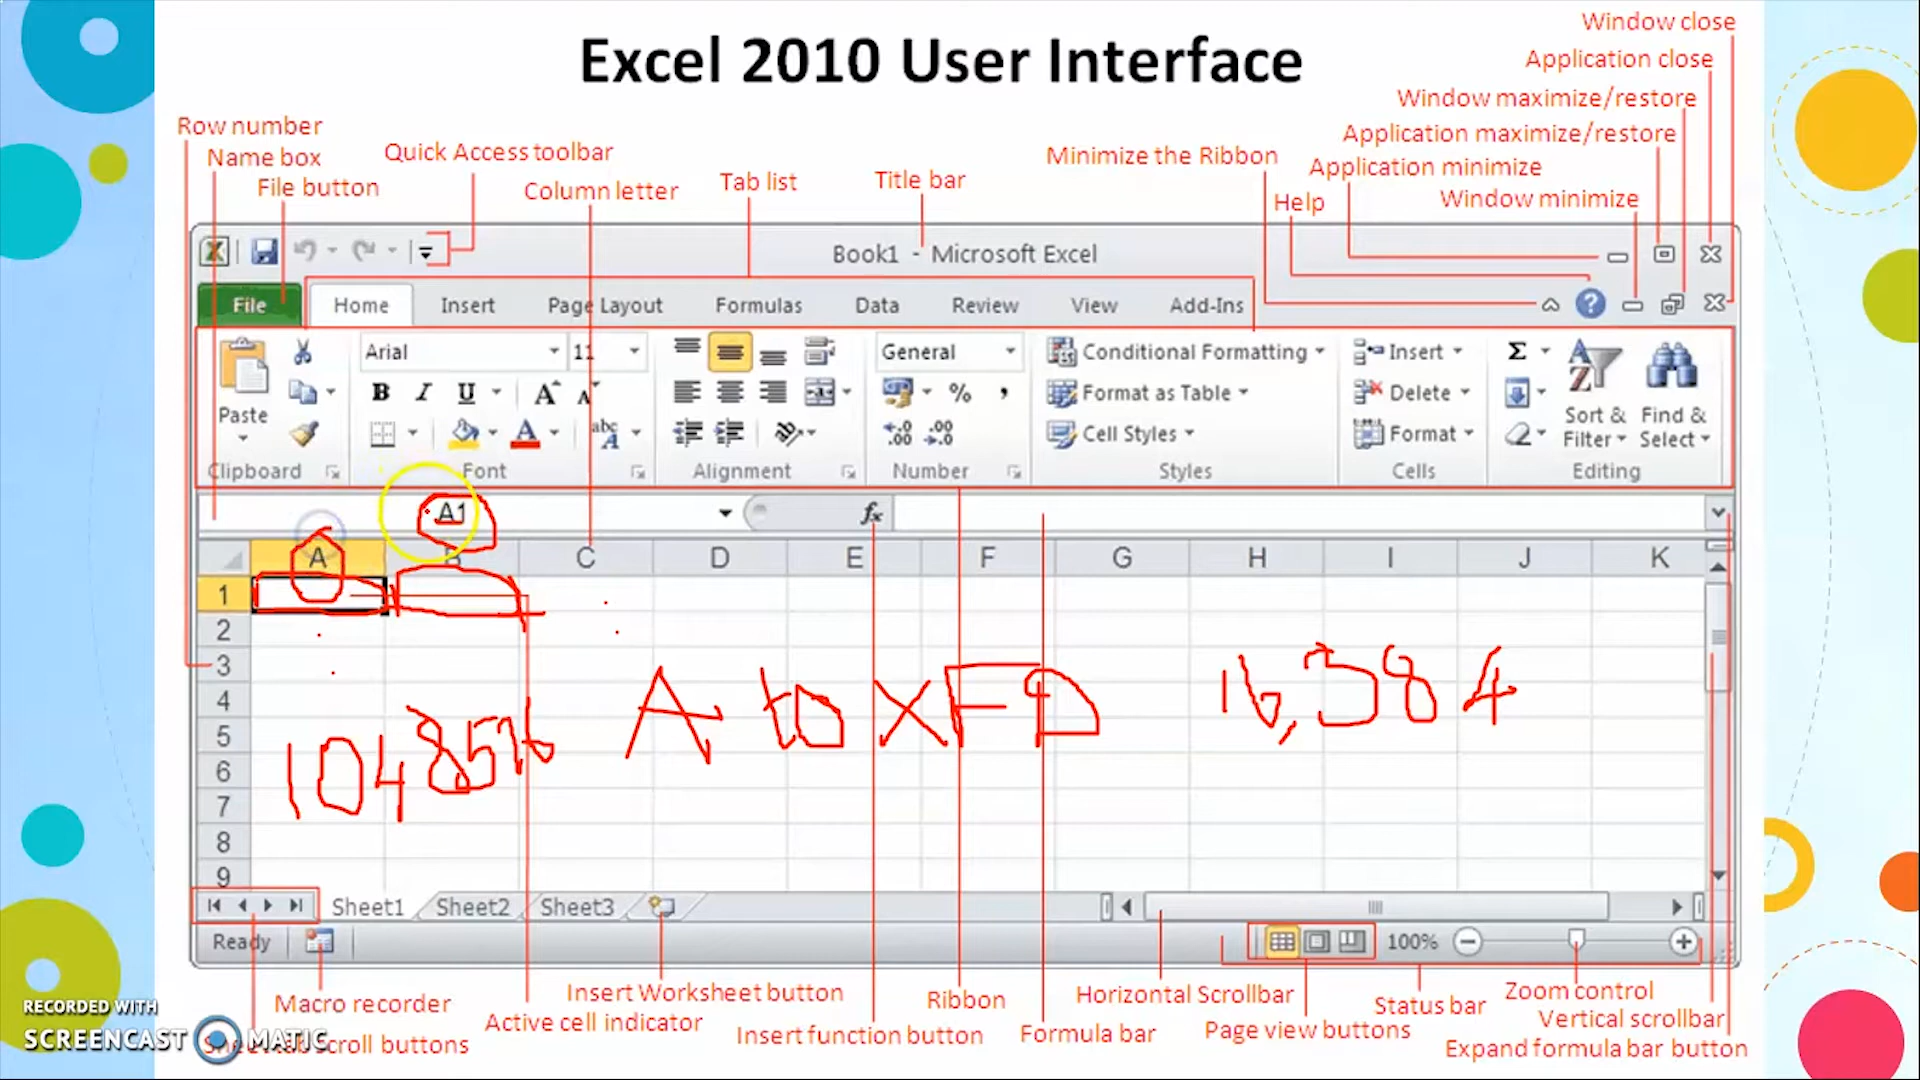 Excel 2010 User Interface
Window close
Application close
Window maximize/restore
Application maximize/restore
Application minimize
Window minimize
Row number
Name box
File button
Quick Access toolbar
Column letter
Tab list
Title bar
Minimize the Ribbon
Help
Book1 - Microsoft Excel
File Home Insert Page Layout Formulas Data Review View Add-Ins
Arial 11 General Conditional Formatting Insert Σ
Paste B I U A A % , Format as Table Delete Sort & Filter Find & Select
abc A A .00 .00 Cell Styles Format
Clipboard Font Alignment Number Styles Cells Editing
A1 fx
A B C D E F G H I J K
1
2
3
4
5
6
7
8
9
A to XFD 16,384
1048576
Sheet1 Sheet2 Sheet3
Ready 100%
Macro recorder
Insert Worksheet button
Active cell indicator
Insert function button
Ribbon
Formula bar
Horizontal Scrollbar
Page view buttons
Status bar
Zoom control
Vertical scrollbar
Expand formula bar button
scroll buttons
RECORDED WITH
SCREENCAST MATIC